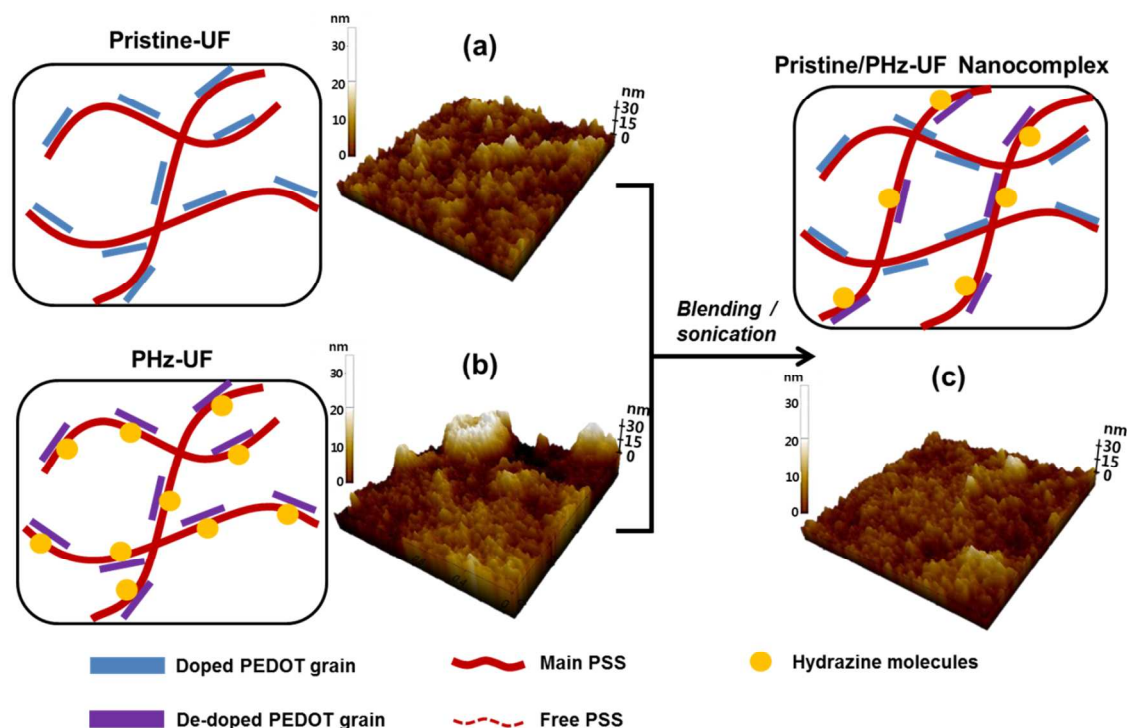 Pristine-UF
nm
30
20
10
0
(a)
nm
30
15
0
Pristine/PHz-UF Nanocomplex
Blending /
sonication
PHz-UF
nm
30
20
10
0
(b)
nm
30
15
0
(c)
nm
30
20
10
0
nm
30
15
0
Doped PEDOT grain
Main PSS
Hydrazine molecules
De-doped PEDOT grain
Free PSS